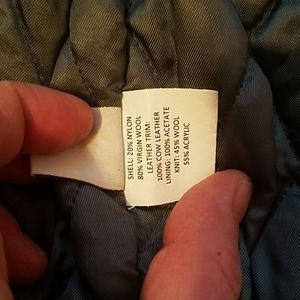 SHELL: 20% NYLON
80% VIRGIN WOOL
LEATHER TRIM:
100% COW LEATHER
LINING: 100% ACETATE
KNIT: 45% WOOL
55% ACRYLIC